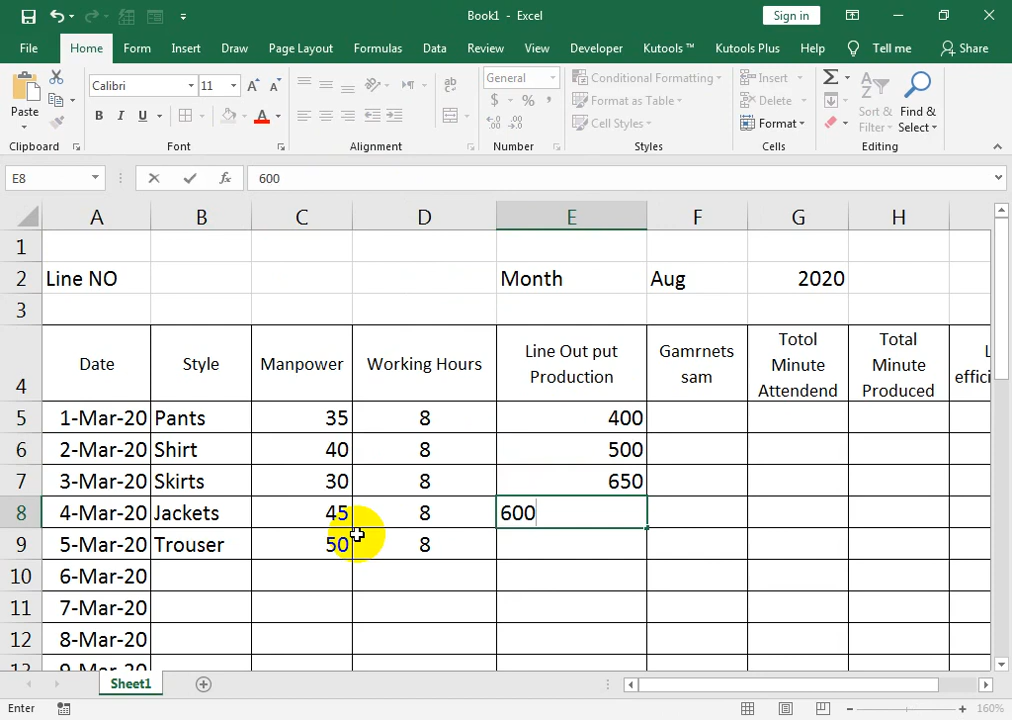 Book1 - Excel
Sign in
File Home Form Insert Draw Page Layout Formulas Data Review View Developer Kutools ™ Kutools Plus Help Tell me Share
Paste
Calibri 11
B I U
General
$ % ,
Conditional Formatting
Format as Table
Cell Styles
Insert
Delete
Format
Sort & Filter
Find & Select
Clipboard Font Alignment Number Styles Cells Editing
E8 fx 600
A B C D E F G H
1
2 Line NO Month Aug 2020
3
4 Date Style Manpower Working Hours Line Out put Production Gamrnets sam Totol Minute Attendend Total Minute Produced L effici
5 1-Mar-20 Pants 35 8 400
6 2-Mar-20 Shirt 40 8 500
7 3-Mar-20 Skirts 30 8 650
8 4-Mar-20 Jackets 45 8 600
9 5-Mar-20 Trouser 50 8
10 6-Mar-20
11 7-Mar-20
12 8-Mar-20
13 9-Mar-20
Sheet1
Enter 160%